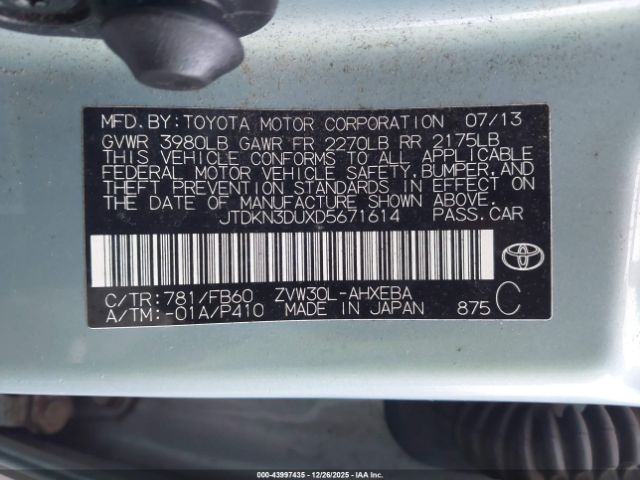 MFD.BY:TOYOTA MOTOR CORPORATION 07/13
GVWR 3980LB GAWR FR 2270LB RR 2175LB
THIS VEHICLE CONFORMS TO ALL APPLICABLE
FEDERAL MOTOR VEHICLE SAFETY,BUMPER,AND
THEFT PREVENTION STANDARDS IN EFFECT ON
THE DATE OF MANUFACTURE SHOWN ABOVE.
JTDKN3DUXD5671614 PASS.CAR
C/TR:781/FB60 ZVW30L-AHXEBA
A/TM:-01A/P410 MADE IN JAPAN 875 C
000-43997435 - 12/26/2025 - IAA Inc.